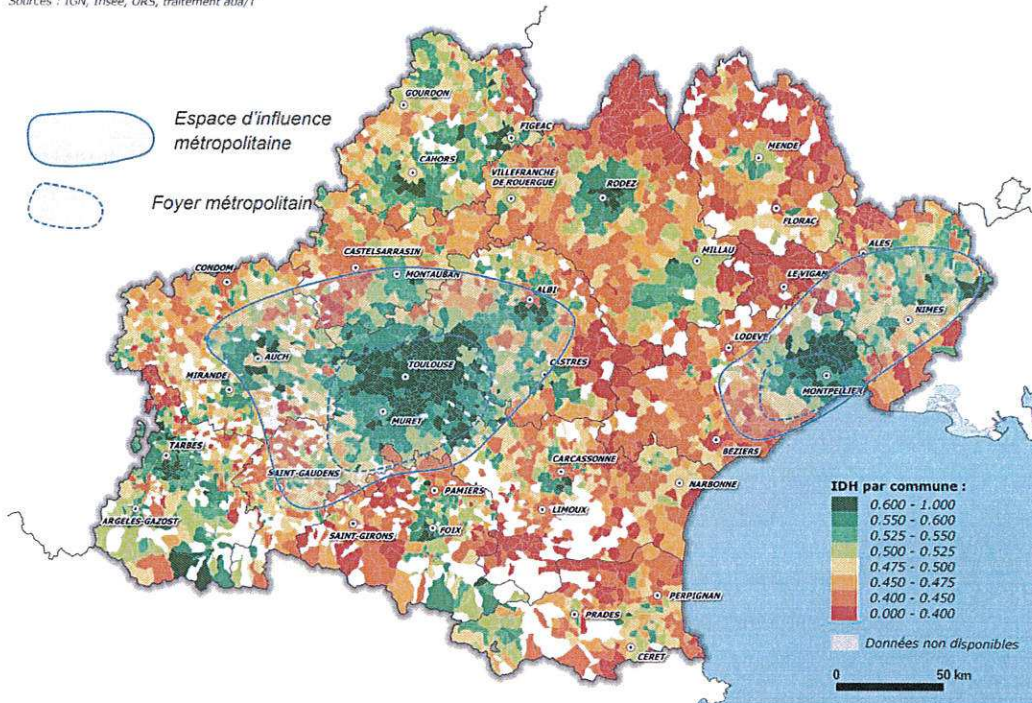 Sources : IGN, Insee, ORS, traitement aua/T
Espace d'influence
métropolitaine
Foyer métropolitain
GOURDON
FIGEAC
CAHORS
VILLEFRANCHE
DE ROUERGUE
RODEZ
MENDE
FLORAC
MILLAU
ALES
LE VIGAN
CASTELSARRASIN
CONDOM
MONTAUBAN
ALBI
NIMES
LODEVE
AUCH
TOULOUSE
CASTRES
MONTPELLIER
MIRANDE
MURET
BEZIERS
TARBES
CARCASSONNE
SAINT-GAUDENS
NARBONNE
PAMIERS
ARGELES-GAZOST
LIMOUX
SAINT-GIRONS
FOIX
PERPIGNAN
PRADES
CERET
IDH par commune :
0.600 - 1.000
0.550 - 0.600
0.525 - 0.550
0.500 - 0.525
0.475 - 0.500
0.450 - 0.475
0.400 - 0.450
0.000 - 0.400
Données non disponibles
0 50 km